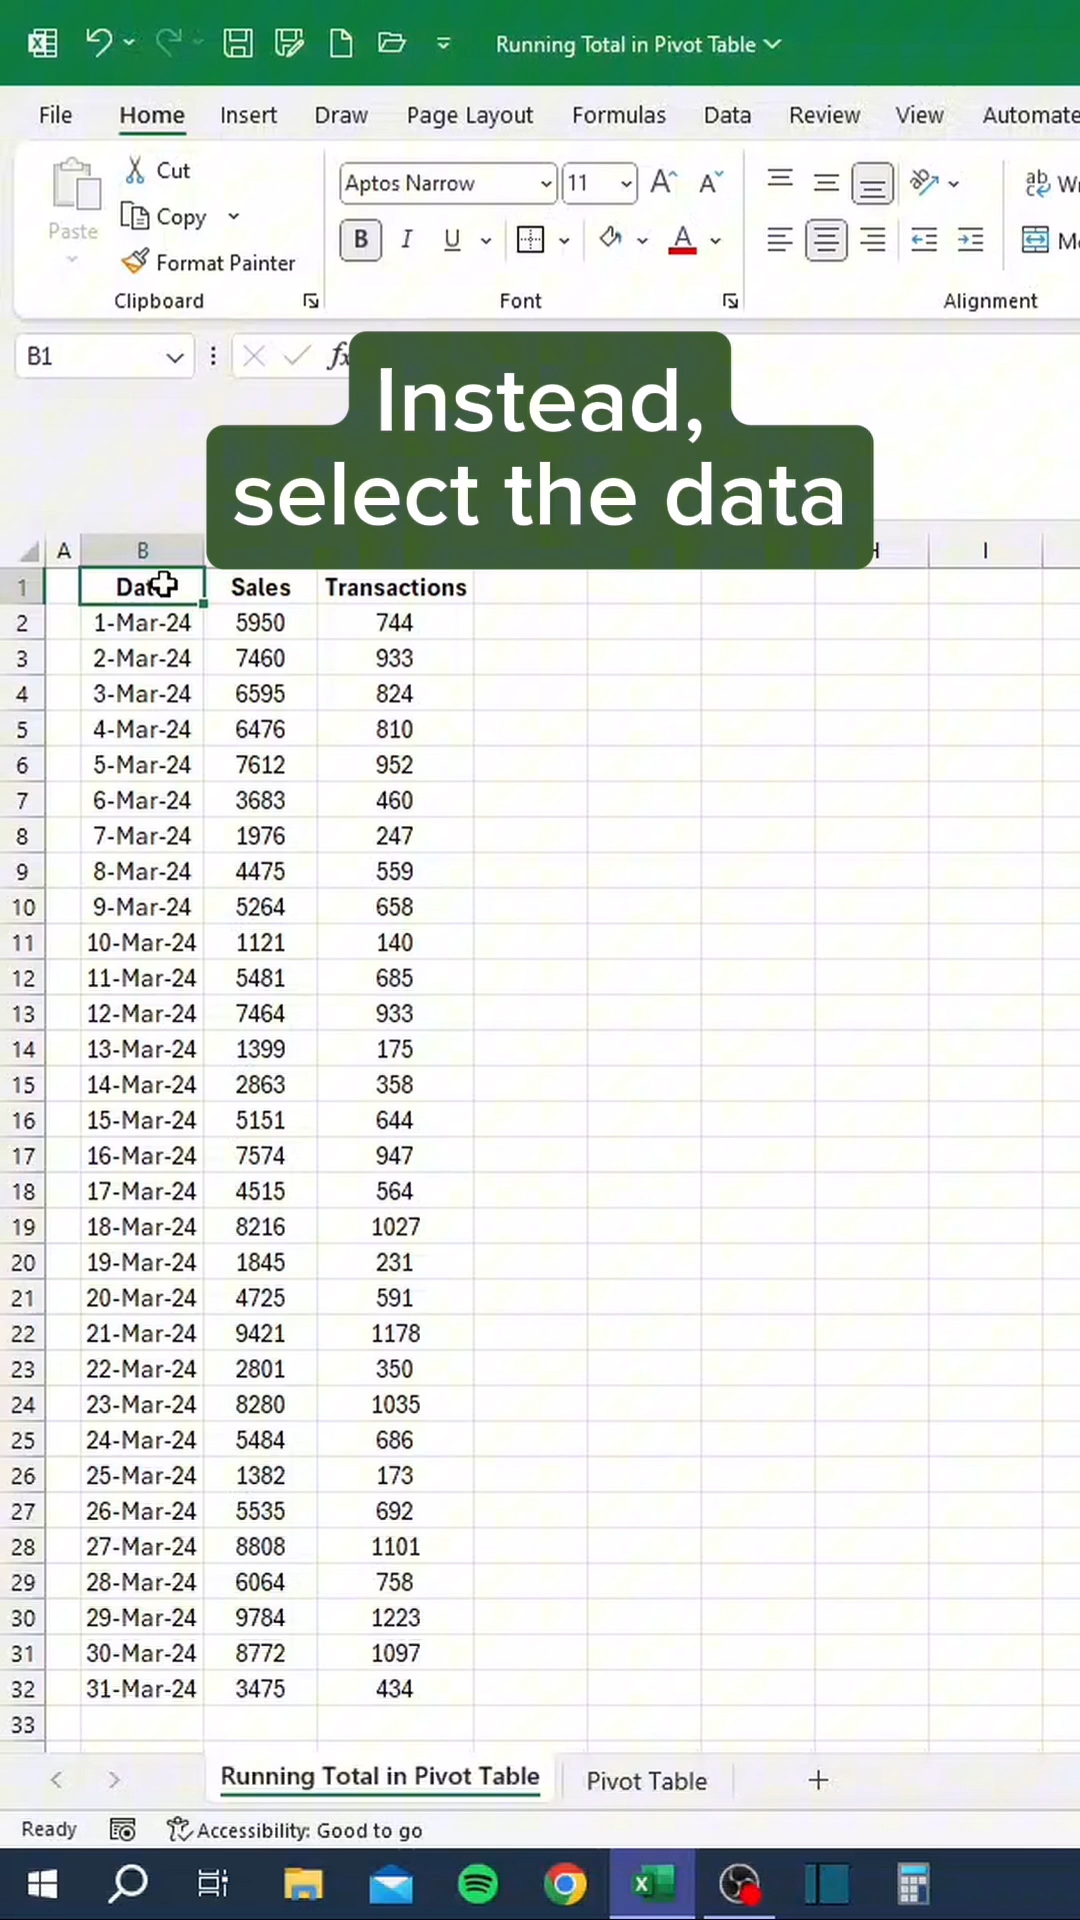 Running Total in Pivot Table
File Home Insert Draw Page Layout Formulas Data Review View Automate
Cut
Aptos Narrow 11 A A
ab
Copy
Paste
B I U A
Format Painter
Clipboard Font Alignment
B1 fx
Instead,
select the data
A B H I
1 Sales Transactions
2 1-Mar-24 5950 744
3 2-Mar-24 7460 933
4 3-Mar-24 6595 824
5 4-Mar-24 6476 810
6 5-Mar-24 7612 952
7 6-Mar-24 3683 460
8 7-Mar-24 1976 247
9 8-Mar-24 4475 559
10 9-Mar-24 5264 658
11 10-Mar-24 1121 140
12 11-Mar-24 5481 685
13 12-Mar-24 7464 933
14 13-Mar-24 1399 175
15 14-Mar-24 2863 358
16 15-Mar-24 5151 644
17 16-Mar-24 7574 947
18 17-Mar-24 4515 564
19 18-Mar-24 8216 1027
20 19-Mar-24 1845 231
21 20-Mar-24 4725 591
22 21-Mar-24 9421 1178
23 22-Mar-24 2801 350
24 23-Mar-24 8280 1035
25 24-Mar-24 5484 686
26 25-Mar-24 1382 173
27 26-Mar-24 5535 692
28 27-Mar-24 8808 1101
29 28-Mar-24 6064 758
30 29-Mar-24 9784 1223
31 30-Mar-24 8772 1097
32 31-Mar-24 3475 434
33
Running Total in Pivot Table Pivot Table
Ready Accessibility: Good to go